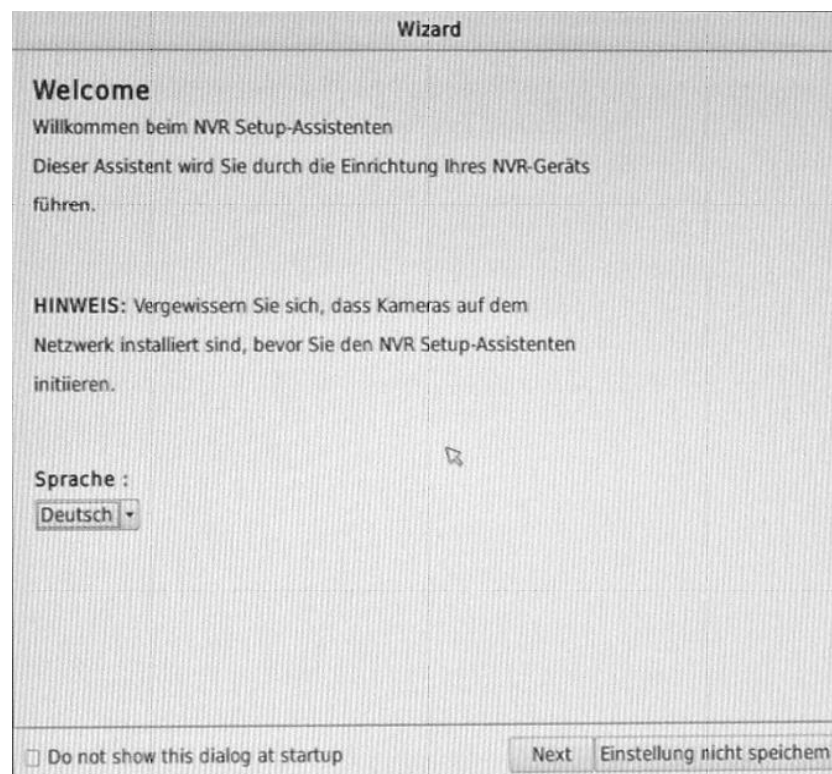 Wizard
Welcome
Willkommen beim NVR Setup-Assistenten
Dieser Assistent wird Sie durch die Einrichtung Ihres NVR-Geräts
führen.
HINWEIS: Vergewissern Sie sich, dass Kameras auf dem
Netzwerk installiert sind, bevor Sie den NVR Setup-Assistenten
initiieren.
Sprache :
Deutsch
Do not show this dialog at startup
Next
Einstellung nicht speichern